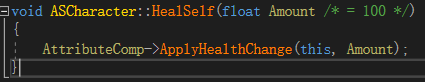 void ASCharacter::HealSelf(float Amount /* = 100 */)
{
AttributeComp->ApplyHealthChange(this, Amount);
}